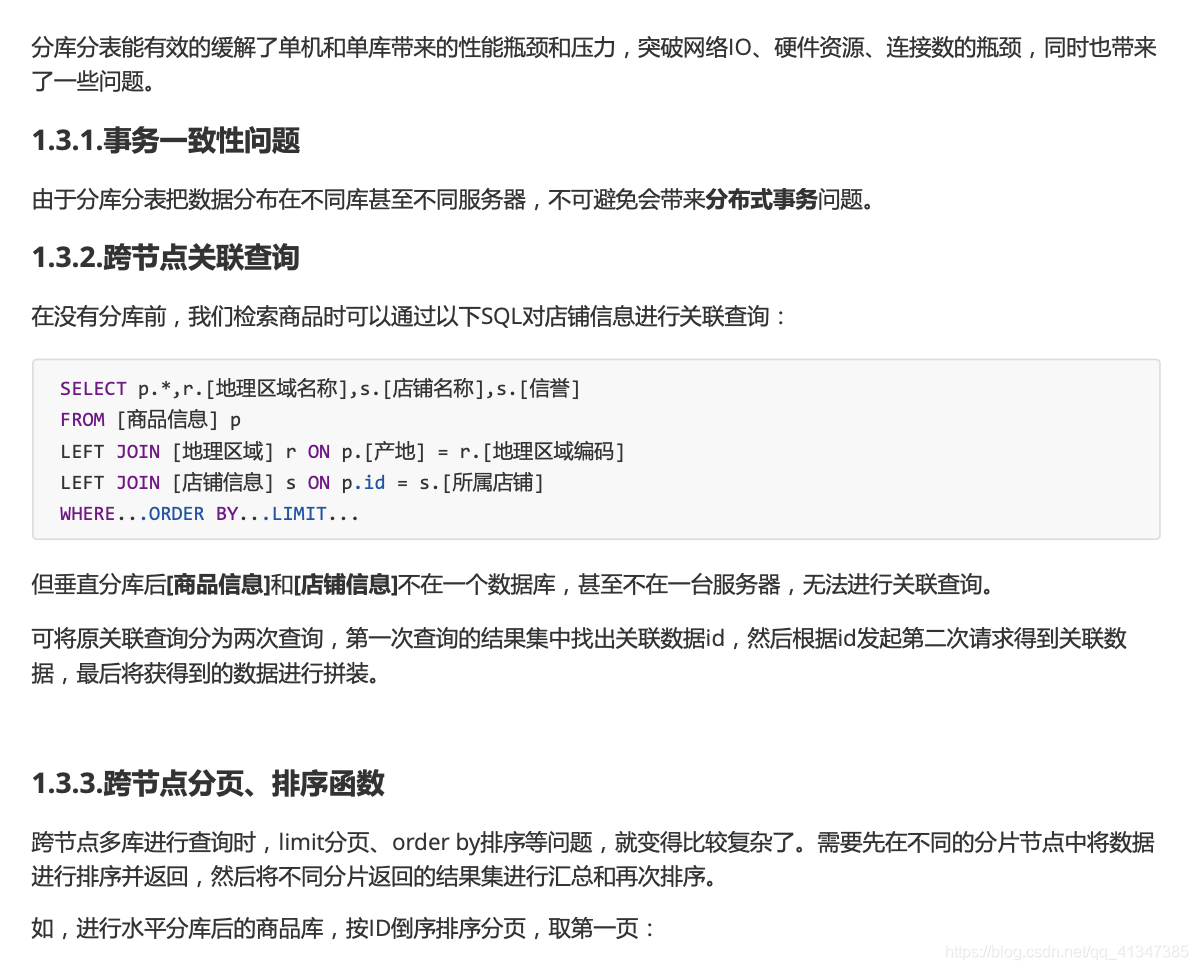 分库分表能有效的缓解了单机和单库带来的性能瓶颈和压力，突破网络IO、硬件资源、连接数的瓶颈，同时也带来
了一些问题。
1.3.1.事务一致性问题
由于分库分表把数据分布在不同库甚至不同服务器，不可避免会带来分布式事务问题。
1.3.2.跨节点关联查询
在没有分库前，我们检索商品时可以通过以下SQL对店铺信息进行关联查询：
SELECT p.*,r.[地理区域名称],s.[店铺名称],s.[信誉]
FROM [商品信息] p
LEFT JOIN [地理区域] r ON p.[产地] = r.[地理区域编码]
LEFT JOIN [店铺信息] s ON p.id = s.[所属店铺]
WHERE...ORDER BY...LIMIT...
但垂直分库后[商品信息]和[店铺信息]不在一个数据库，甚至不在一台服务器，无法进行关联查询。
可将原关联查询分为两次查询，第一次查询的结果集中找出关联数据id，然后根据id发起第二次请求得到关联数
据，最后将获得到的数据进行拼装。
1.3.3.跨节点分页、排序函数
跨节点多库进行查询时，limit分页、order by排序等问题，就变得比较复杂了。需要先在不同的分片节点中将数据
进行排序并返回，然后将不同分片返回的结果集进行汇总和再次排序。
如，进行水平分库后的商品库，按ID倒序排序分页，取第一页：
https://blog.csdn.net/qq_41347385